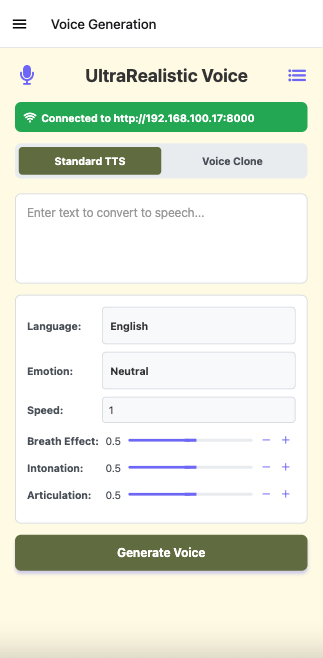 Voice Generation
UltraRealistic Voice
Connected to http://192.168.100.17:8000
Standard TTS Voice Clone
Enter text to convert to speech...
Language: English
Emotion: Neutral
Speed: 1
Breath Effect: 0.5 − +
Intonation: 0.5 − +
Articulation: 0.5 − +
Generate Voice